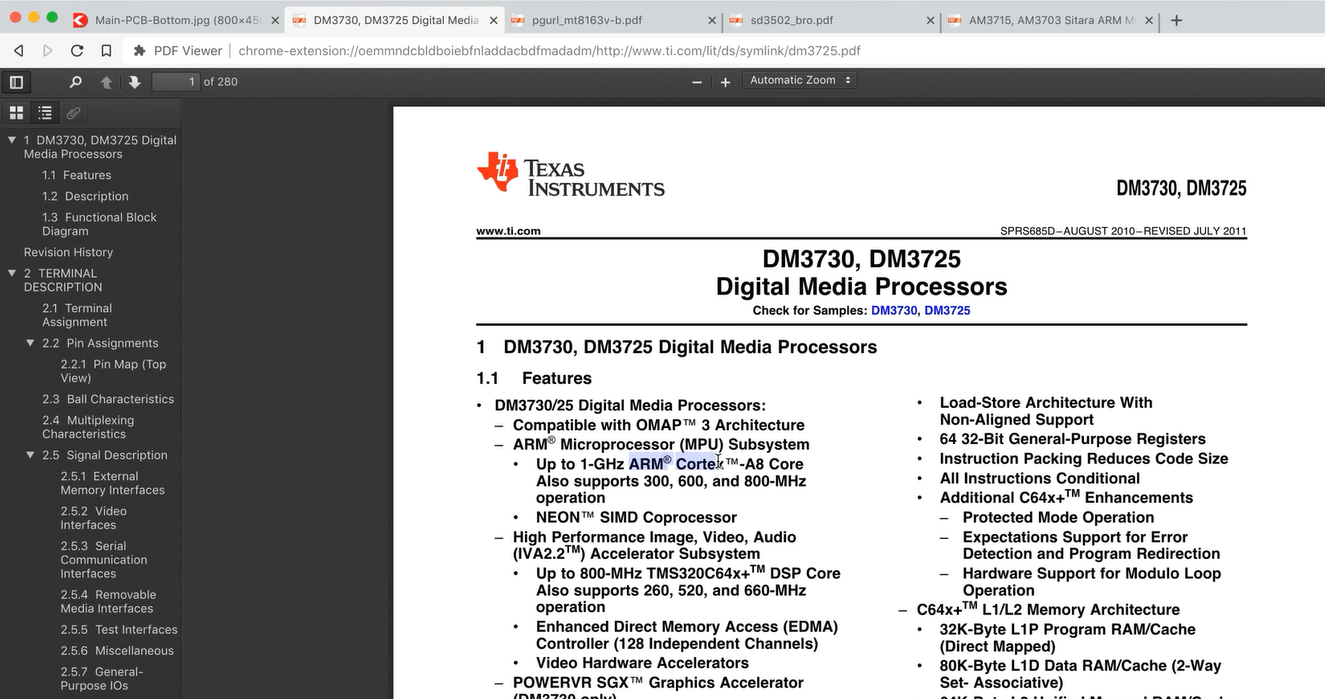 Main-PCB-Bottom.jpg (800×450
DM3730, DM3725 Digital Media
pgurl_mt8163v-b.pdf
sd3502_bro.pdf
AM3715, AM3703 Sitara ARM M
PDF Viewer
chrome-extension://oemmndcbldboiebfnladdacbdfmadadm/http://www.ti.com/lit/ds/symlink/dm3725.pdf
1 of 280
Automatic Zoom
1 DM3730, DM3725 Digital
Media Processors
1.1 Features
1.2 Description
1.3 Functional Block
Diagram
Revision History
2 TERMINAL
DESCRIPTION
2.1 Terminal
Assignment
2.2 Pin Assignments
2.2.1 Pin Map (Top
View)
2.3 Ball Characteristics
2.4 Multiplexing
Characteristics
2.5 Signal Description
2.5.1 External
Memory Interfaces
2.5.2 Video
Interfaces
2.5.3 Serial
Communication
Interfaces
2.5.4 Removable
Media Interfaces
2.5.5 Test Interfaces
2.5.6 Miscellaneous
2.5.7 General-
Purpose IOs
TEXAS
INSTRUMENTS
DM3730, DM3725
www.ti.com
SPRS685D–AUGUST 2010–REVISED JULY 2011
DM3730, DM3725
Digital Media Processors
Check for Samples: DM3730, DM3725
1 DM3730, DM3725 Digital Media Processors
1.1 Features
• DM3730/25 Digital Media Processors:
– Compatible with OMAP™ 3 Architecture
– ARM® Microprocessor (MPU) Subsystem
• Up to 1-GHz ARM® Cortex™-A8 Core
Also supports 300, 600, and 800-MHz
operation
• NEON™ SIMD Coprocessor
– High Performance Image, Video, Audio
(IVA2.2™) Accelerator Subsystem
• Up to 800-MHz TMS320C64x+™ DSP Core
Also supports 260, 520, and 660-MHz
operation
• Enhanced Direct Memory Access (EDMA)
Controller (128 Independent Channels)
• Video Hardware Accelerators
– POWERVR SGX™ Graphics Accelerator
(DM3730 only)
• Load-Store Architecture With
Non-Aligned Support
• 64 32-Bit General-Purpose Registers
• Instruction Packing Reduces Code Size
• All Instructions Conditional
• Additional C64x+™ Enhancements
– Protected Mode Operation
– Expectations Support for Error
Detection and Program Redirection
– Hardware Support for Modulo Loop
Operation
– C64x+™ L1/L2 Memory Architecture
• 32K-Byte L1P Program RAM/Cache
(Direct Mapped)
• 80K-Byte L1D Data RAM/Cache (2-Way
Set- Associative)